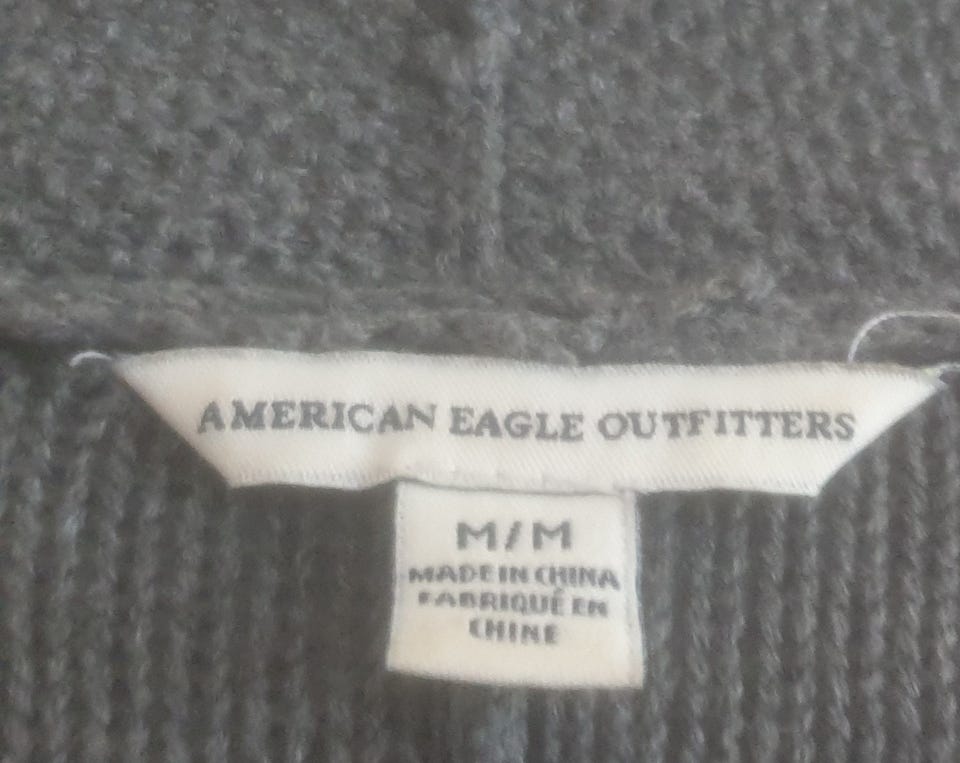 AMERICAN EAGLE OUTFITTERS
M/M
MADE IN CHINA
FABRIQUÉ EN
CHINE